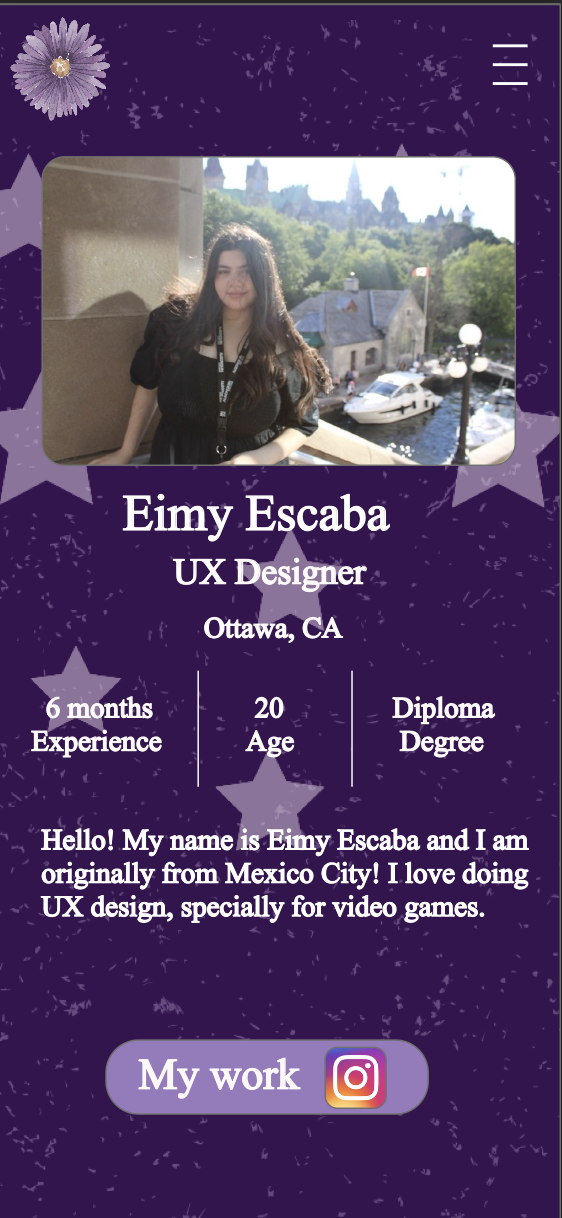 Eimy Escaba
UX Designer
Ottawa, CA
6 months
Experience
20
Age
Diploma
Degree
Hello! My name is Eimy Escaba and I am
originally from Mexico City! I love doing
UX design, specially for video games.
My work